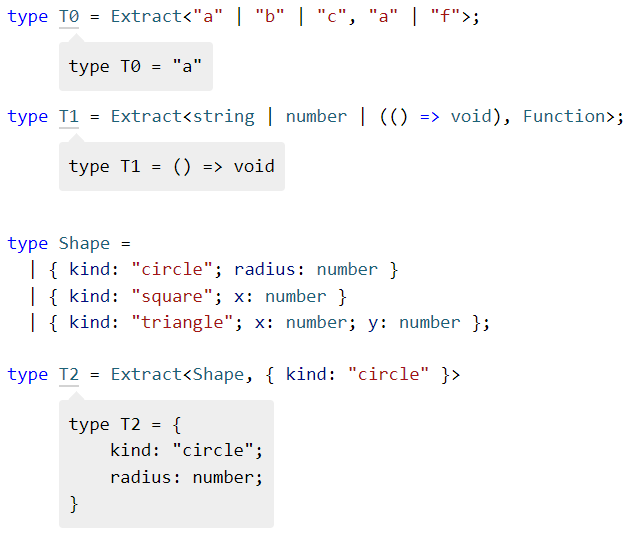 type T0 = Extract<"a" | "b" | "c", "a" | "f">;
type T0 = "a"
type T1 = Extract<string | number | (() => void), Function>;
type T1 = () => void
type Shape =
  | { kind: "circle"; radius: number }
  | { kind: "square"; x: number }
  | { kind: "triangle"; x: number; y: number };
type T2 = Extract<Shape, { kind: "circle" }>
type T2 = {
    kind: "circle";
    radius: number;
}